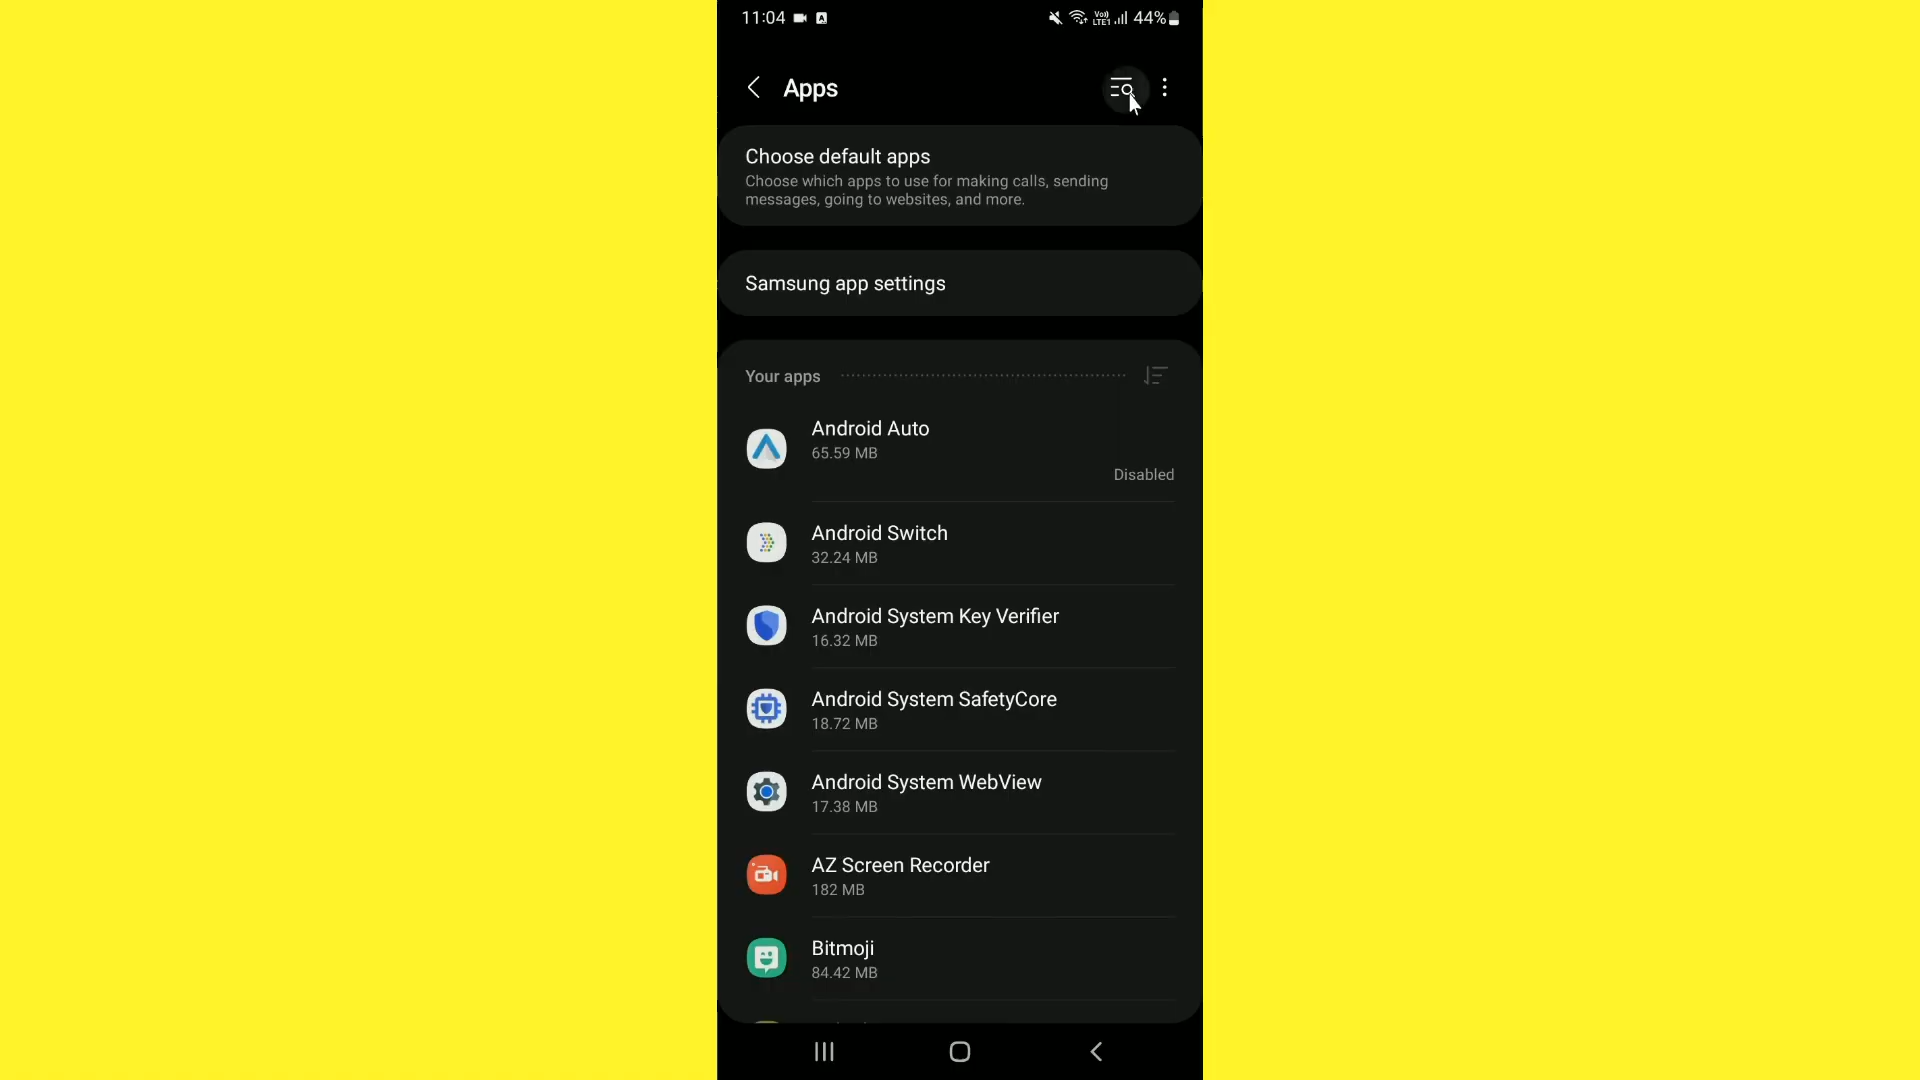 11:04
Vo)) LTE1 44%
Apps
Choose default apps
Choose which apps to use for making calls, sending
messages, going to websites, and more.
Samsung app settings
Your apps
Android Auto
65.59 MB
Disabled
Android Switch
32.24 MB
Android System Key Verifier
16.32 MB
Android System SafetyCore
18.72 MB
Android System WebView
17.38 MB
AZ Screen Recorder
182 MB
Bitmoji
84.42 MB